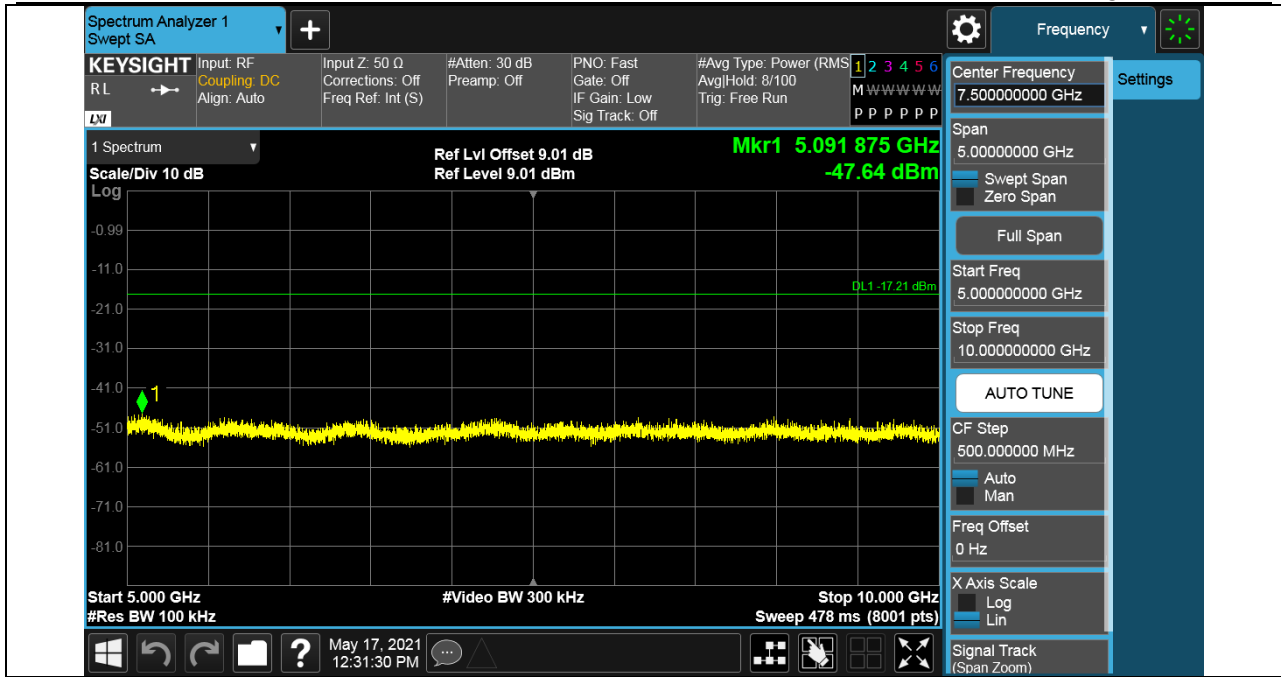 Spectrum Analyzer 1
Swept SA
+
Frequency
KEYSIGHT
RL
LXI
Input: RF
Coupling: DC
Align: Auto
Input Z: 50 Ω
Corrections: Off
Freq Ref: Int (S)
#Atten: 30 dB
Preamp: Off
PNO: Fast
Gate: Off
IF Gain: Low
Sig Track: Off
#Avg Type: Power (RMS
Avg|Hold: 8/100
Trig: Free Run
1 2 3 4 5 6
M W W W W W
P P P P P P
1 Spectrum
Scale/Div 10 dB
Ref Lvl Offset 9.01 dB
Ref Level 9.01 dBm
Mkr1 5.091 875 GHz
-47.64 dBm
Log
-0.99
-11.0
DL1 -17.21 dBm
-21.0
-31.0
-41.0
1
-51.0
-61.0
-71.0
-81.0
Start 5.000 GHz
#Res BW 100 kHz
#Video BW 300 kHz
Stop 10.000 GHz
Sweep 478 ms (8001 pts)
?
May 17, 2021
12:31:30 PM
Center Frequency
7.500000000 GHz
Settings
Span
5.00000000 GHz
Swept Span
Zero Span
Full Span
Start Freq
5.000000000 GHz
Stop Freq
10.000000000 GHz
AUTO TUNE
CF Step
500.000000 MHz
Auto
Man
Freq Offset
0 Hz
X Axis Scale
Log
Lin
Signal Track
(Span Zoom)